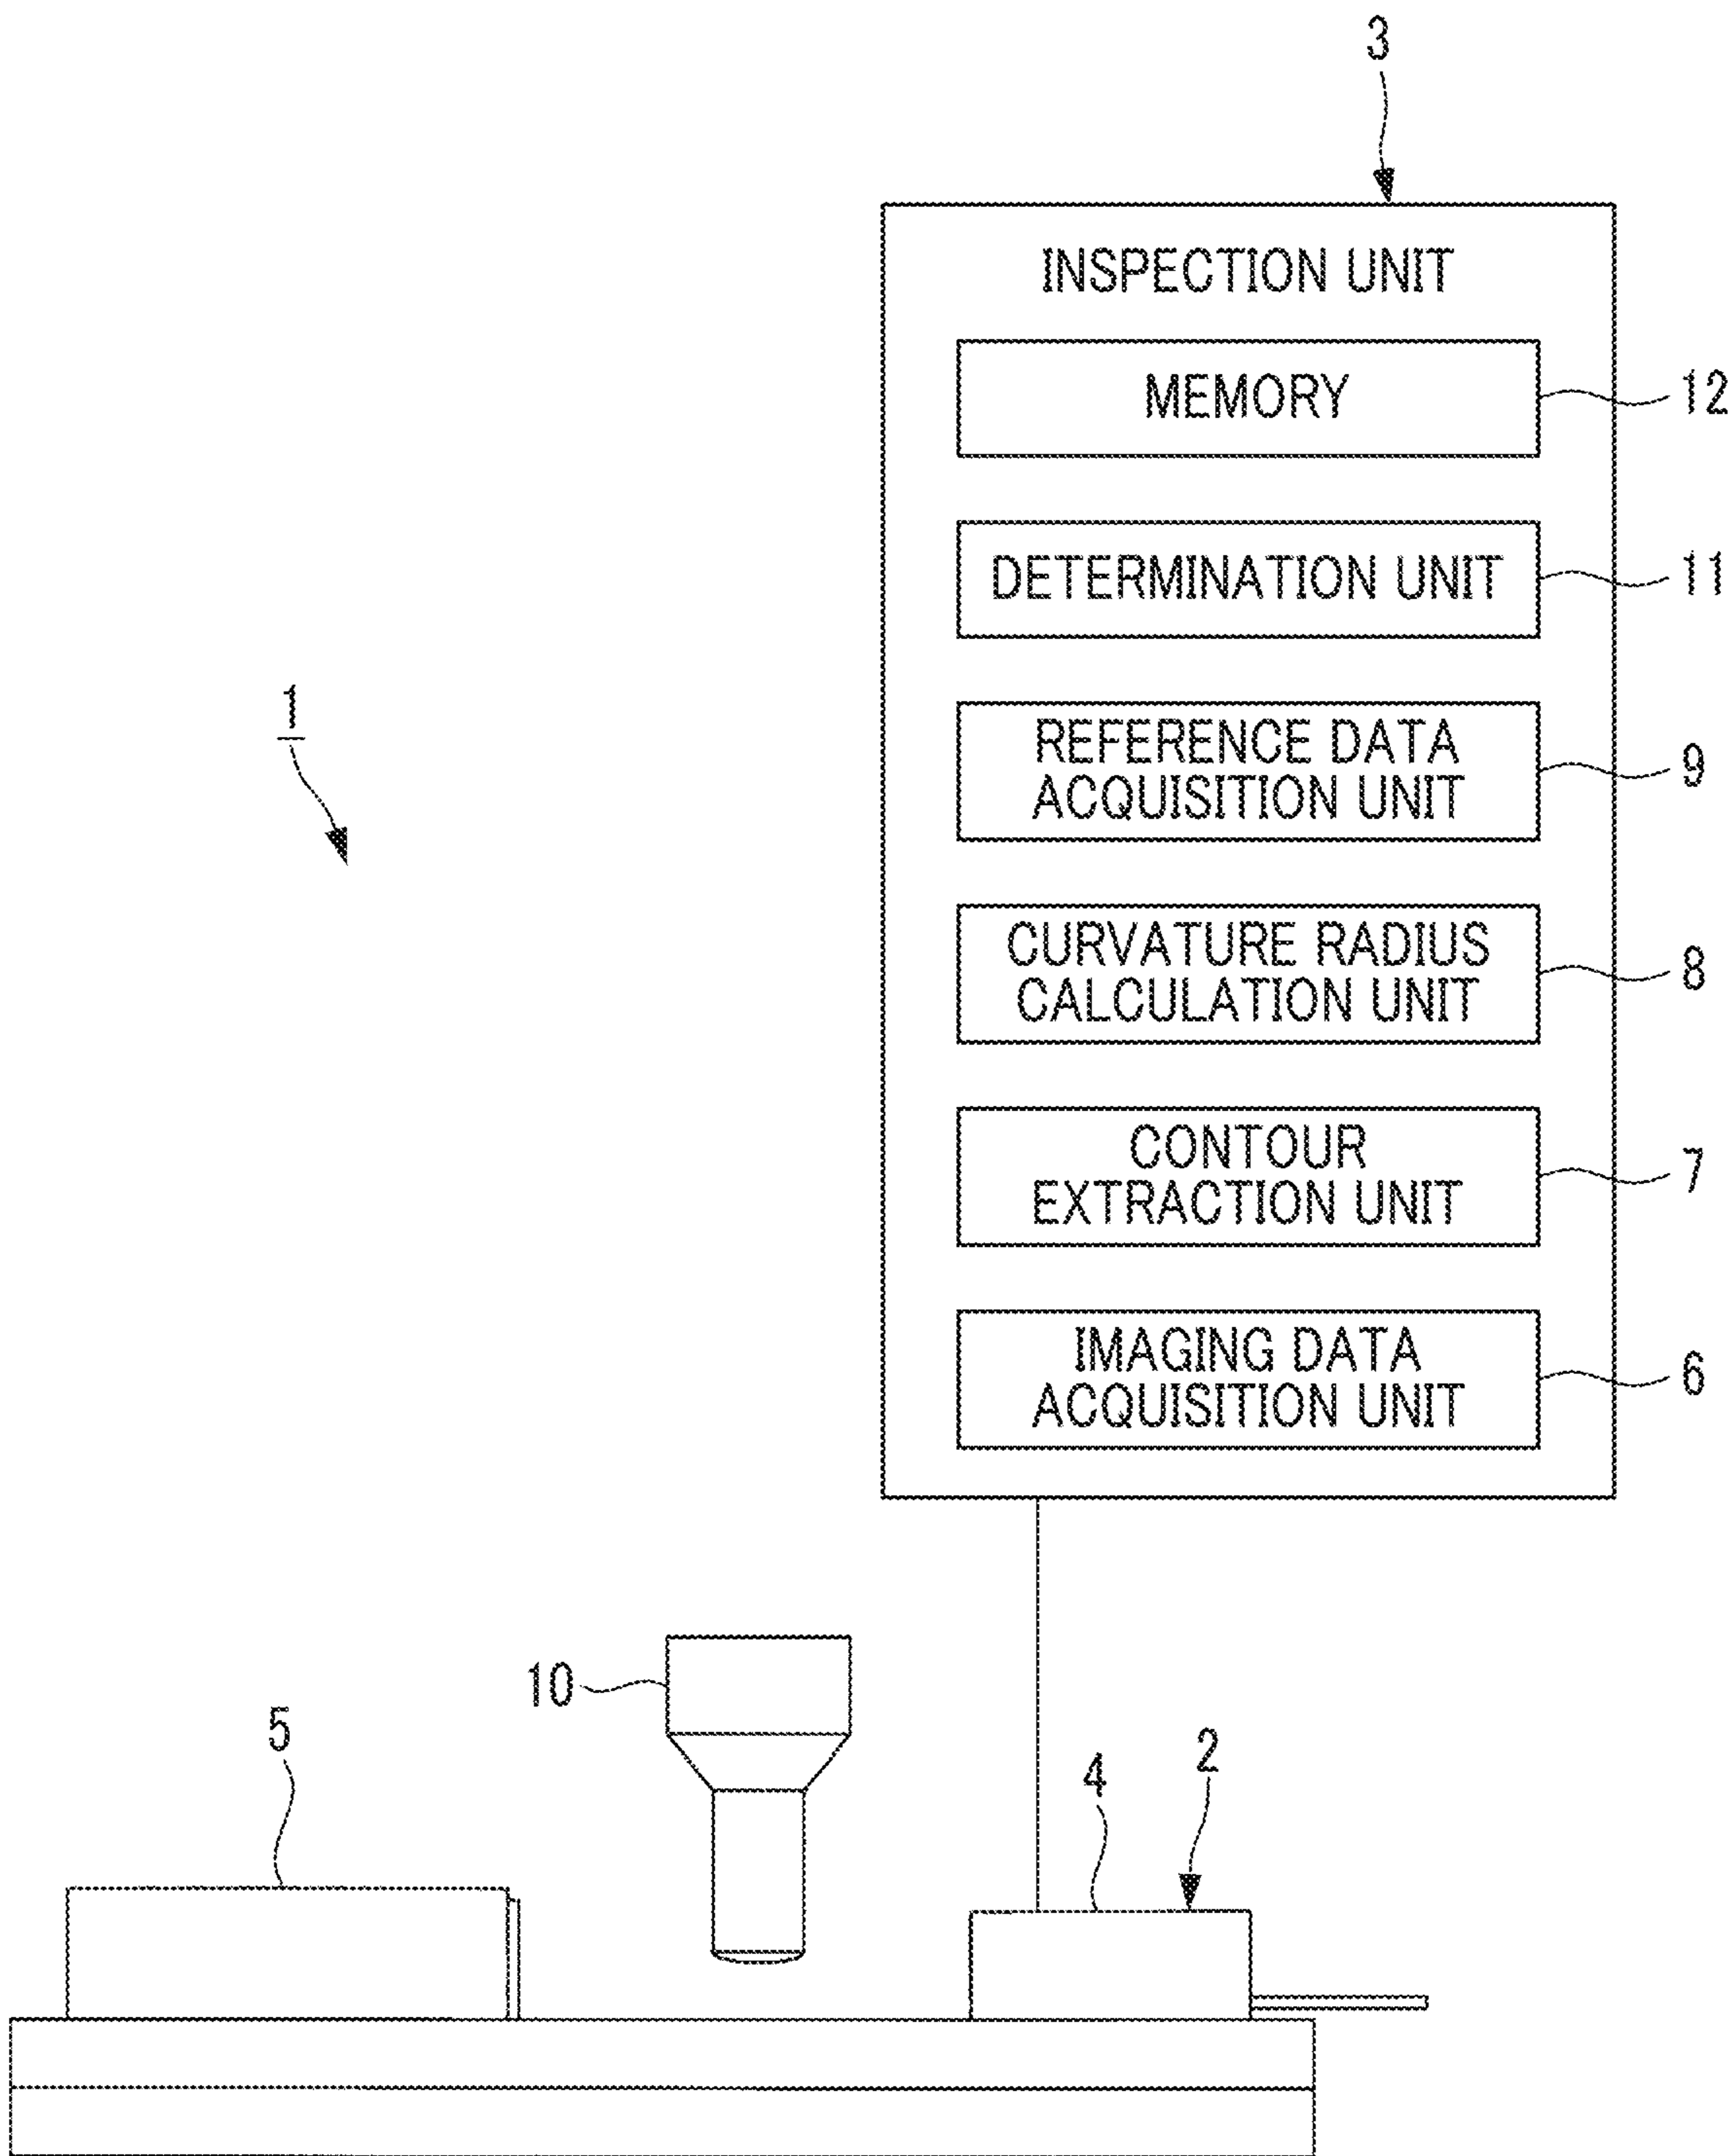 3
INSPECTION UNIT
MEMORY
12
DETERMINATION UNIT
11
1
REFERENCE DATA
ACQUISITION UNIT
9
CURVATURE RADIUS
CALCULATION UNIT
8
CONTOUR
EXTRACTION UNIT
7
IMAGING DATA
ACQUISITION UNIT
6
10
5
4
2